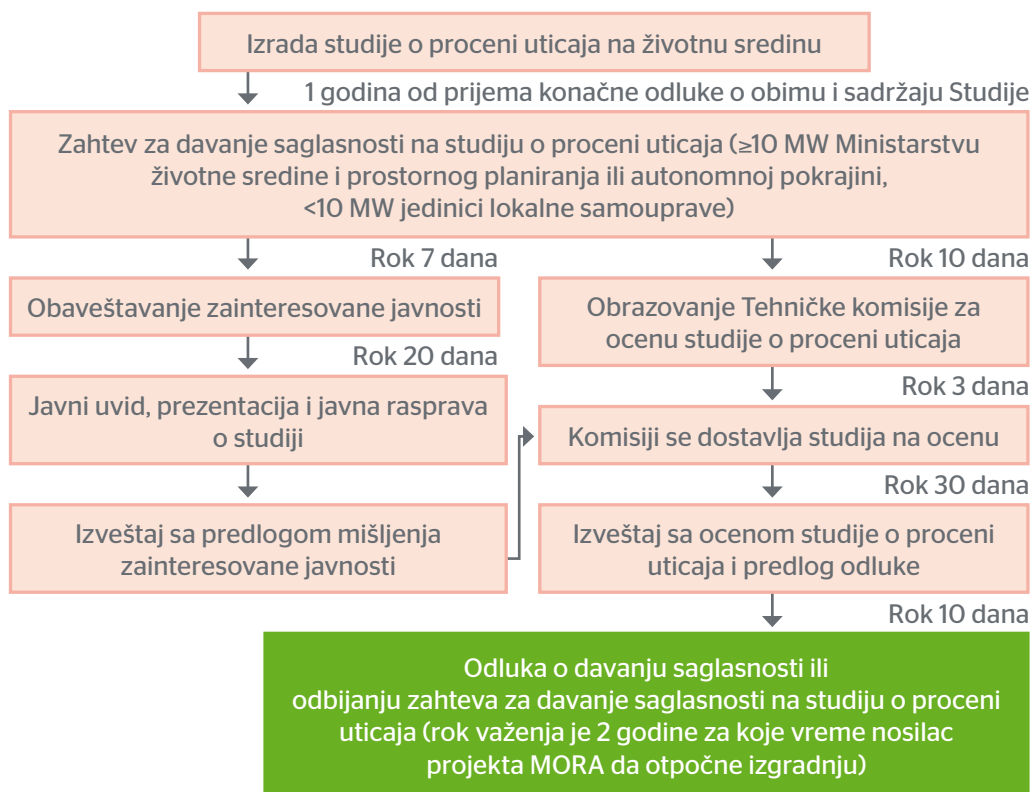 Izrada studije o proceni uticaja na životnu sredinu
1 godina od prijema konačne odluke o obimu i sadržaju Studije
Zahtev za davanje saglasnosti na studiju o proceni uticaja (≥10 MW Ministarstvu
životne sredine i prostornog planiranja ili autonomnoj pokrajini,
<10 MW jedinici lokalne samouprave)
Rok 7 dana
Obaveštavanje zainteresovane javnosti
Rok 20 dana
Javni uvid, prezentacija i javna rasprava
o studiji
Izveštaj sa predlogom mišljenja
zainteresovane javnosti
Rok 10 dana
Obrazovanje Tehničke komisije za
ocenu studije o proceni uticaja
Rok 3 dana
Komisiji se dostavlja studija na ocenu
Rok 30 dana
Izveštaj sa ocenom studije o proceni
uticaja i predlog odluke
Rok 10 dana
Odluka o davanju saglasnosti ili
odbijanju zahteva za davanje saglasnosti na studiju o proceni
uticaja (rok važenja je 2 godine za koje vreme nosilac
projekta MORA da otpočne izgradnju)